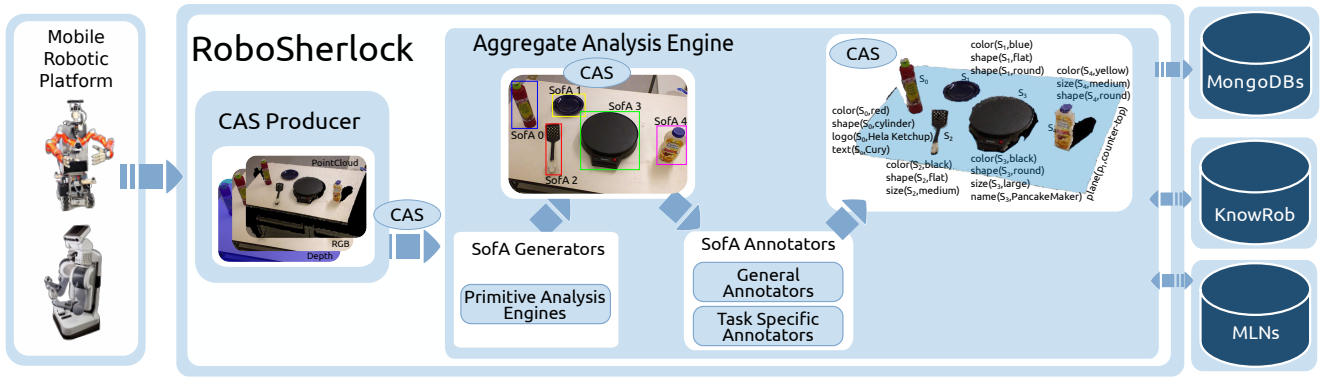 Mobile
Robotic
Platform
RoboSherlock
CAS Producer
PointCloud
RGB
Depth
CAS
Aggregate Analysis Engine
CAS
SofA 0
SofA 1
SofA 2
SofA 3
SofA 4
SofA Generators
Primitive Analysis
Engines
SofA Annotators
General
Annotators
Task Specific
Annotators
CAS
color(S₁,blue)
shape(S₁,flat)
shape(S₁,round)
color(S₄,yellow)
size(S₄,medium)
shape(S₄,round)
color(S₀,red)
shape(S₀,cylinder)
logo(S₀,Hela Ketchup)
text(S₀,Cury)
S₀
S₁
S₂
S₃
color(S₂,black)
shape(S₂,flat)
size(S₂,medium)
color(S₃,black)
shape(S₃,round)
size(S₃,large)
name(S₃,PancakeMaker)
plane(p₁,counter-top)
MongoDBs
KnowRob
MLNs